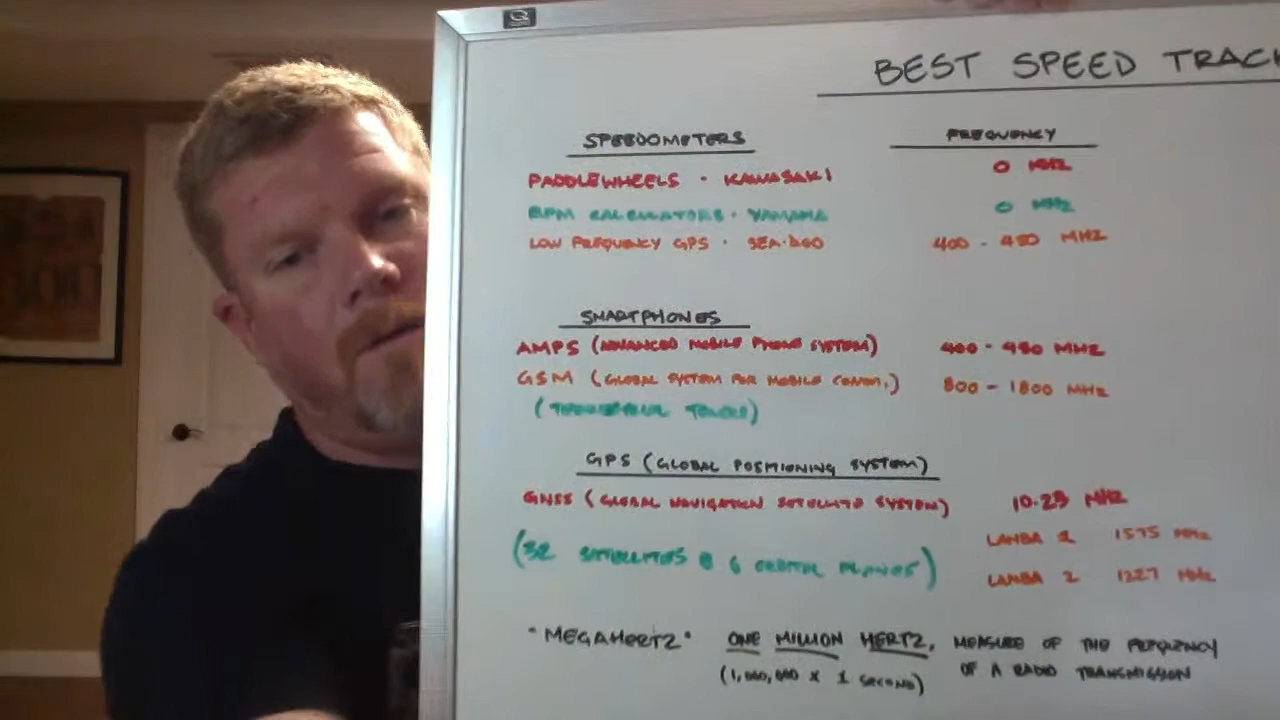 BEST SPEED TRACK
SPEEDOMETERS
FREQUENCY
PADDLEWHEELS · KAWASAKI
0 MHZ
RPM CALCULATORS · YAMAHA
0 MHZ
LOW FREQUENCY GPS · SEA·DOO
400 - 450 MHZ
SMARTPHONES
AMPS (ADVANCED MOBILE PHONE SYSTEM)
400 - 450 MHZ
GSM (GLOBAL SYSTEM FOR MOBILE COMM.)
800 - 1800 MHZ
TOWERS)
GPS (GLOBAL POSITIONING SYSTEM)
GNSS (GLOBAL NAVIGATION SATELLITE SYSTEM)
10.23 MHZ
LAMBA 1 1575 MHZ
(32 SATELLITES @ 6 ORBITAL PLANES)
LAMBA 2 1227 MHZ
"MEGAHERTZ" ONE MILLION HERTZ, MEASURE OF THE FREQUENCY
(1,000,000 X 1 SECOND) OF A RADIO TRANSMISSION